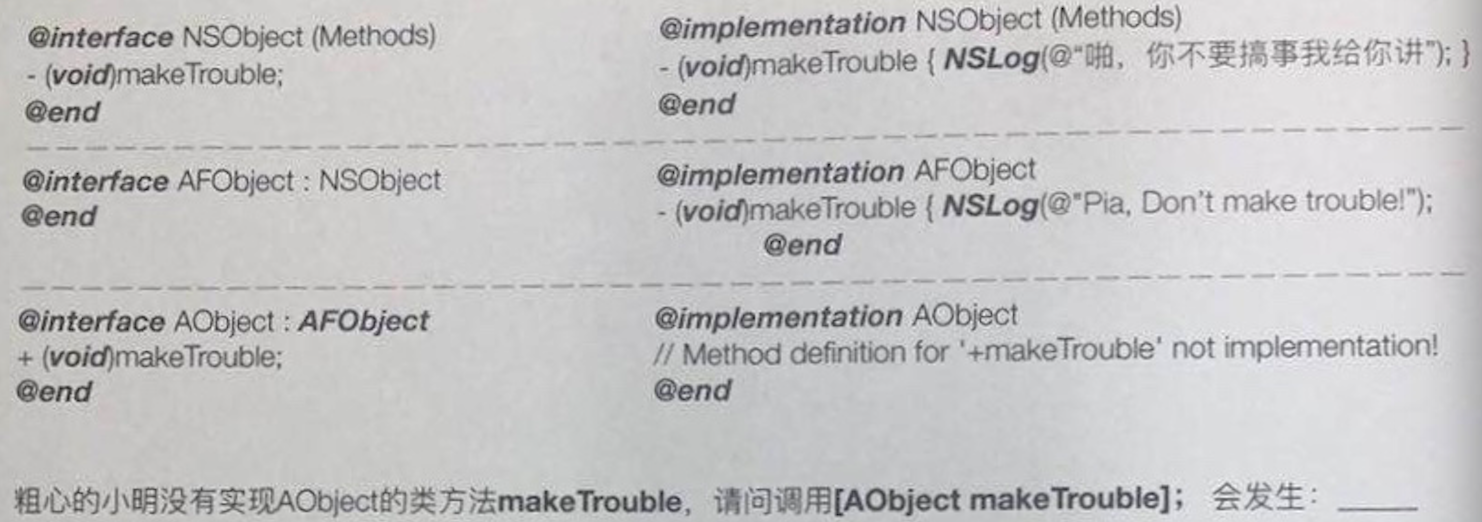 @interface NSObject (Methods)
- (void)makeTrouble;
@end
@implementation NSObject (Methods)
- (void)makeTrouble { NSLog(@"啪，你不要搞事我给你讲"); }
@end
@interface AFObject : NSObject
@end
@implementation AFObject
- (void)makeTrouble { NSLog(@"Pia, Don't make trouble!");
@end
@interface AObject : AFObject
+ (void)makeTrouble;
@end
@implementation AObject
// Method definition for '+makeTrouble' not implementation!
@end
粗心的小明没有实现AObject的类方法makeTrouble，请问调用[AObject makeTrouble]；会发生：_____